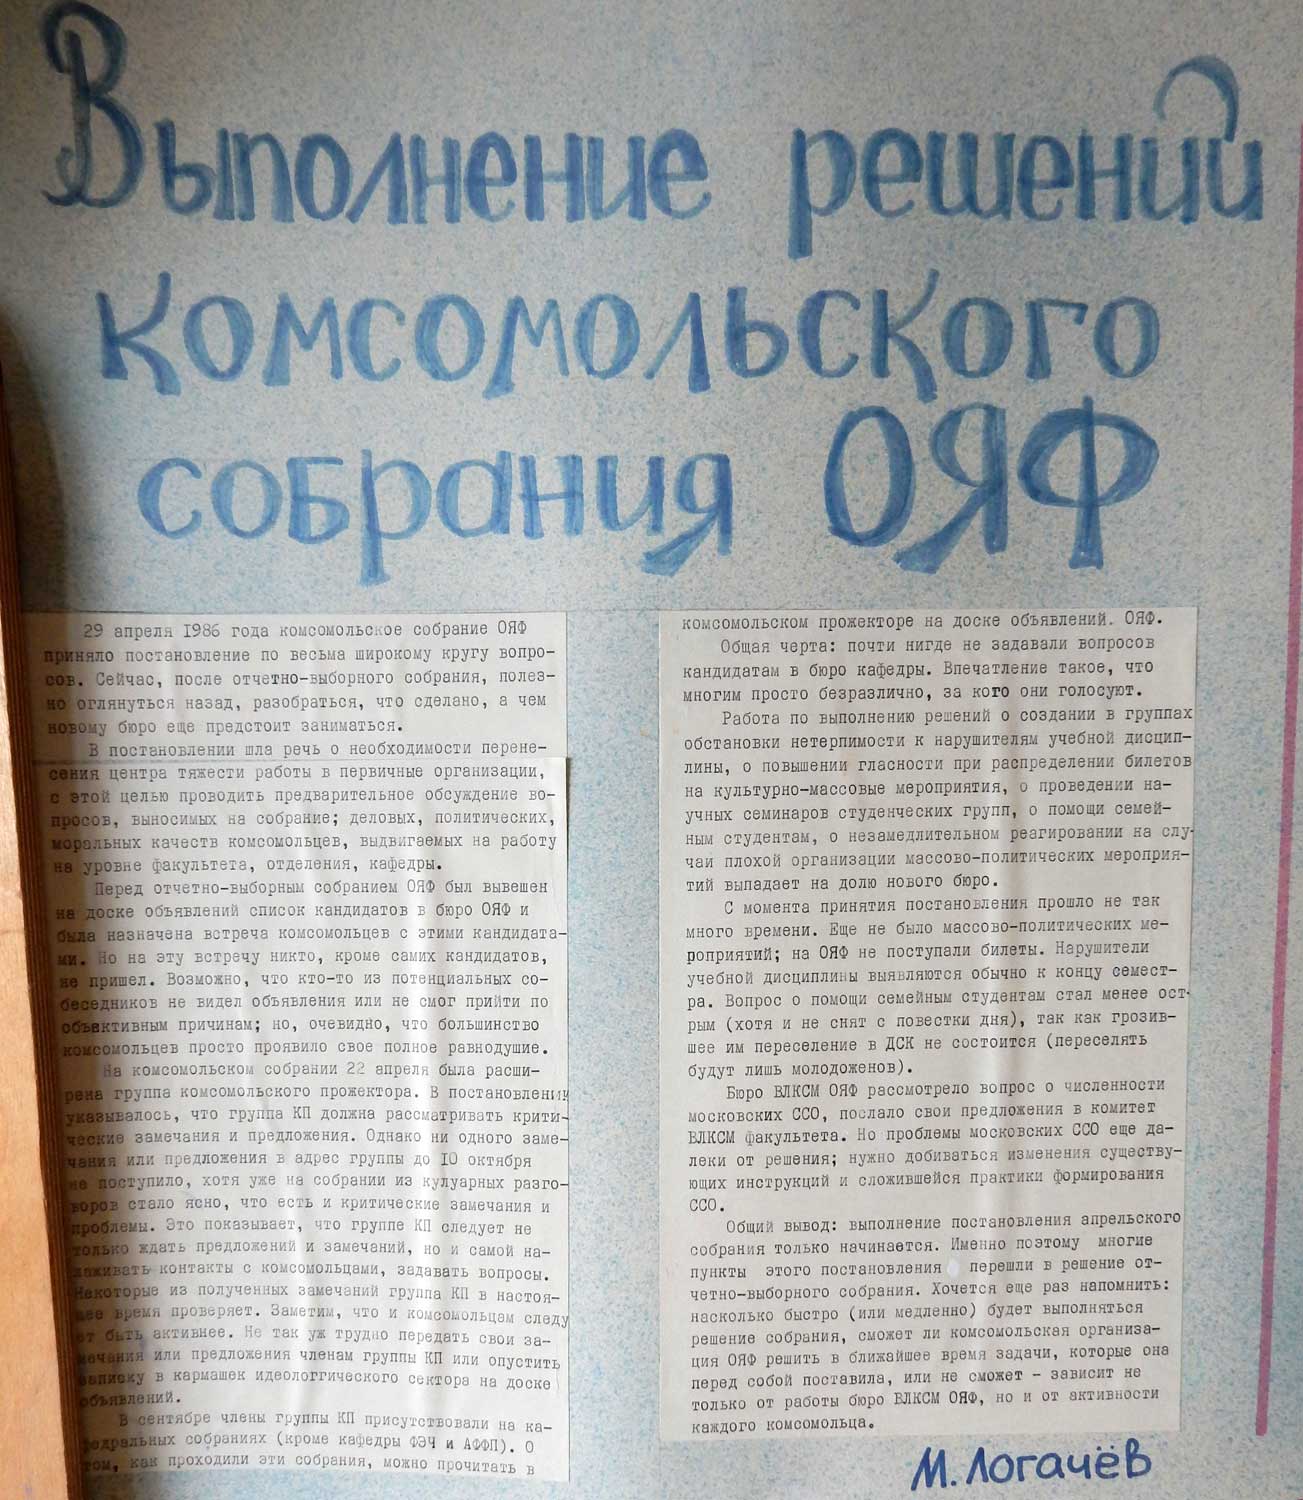 Выполнение решений
комсомольского
собрания ОЯФ
29 апреля 1986 года комсомольское собрание ОЯФ
приняло постановление по весьма широкому кругу вопро-
сов. Сейчас, после отчетно-выборного собрания, полез-
но оглянуться назад, разобраться, что сделано, а чем
новому бюро еще предстоит заниматься.
В постановлении шла речь о необходимости перене-
сения центра тяжести работы в первичные организации,
с этой целью проводить предварительное обсуждение во-
просов, выносимых на собрание; деловых, политических,
моральных качеств комсомольцев, выдвигаемых на работу
на уровне факультета, отделения, кафедры.
Перед отчетно-выборным собранием ОЯФ был вывешен
на доске объявлений список кандидатов в бюро ОЯФ и
была назначена встреча комсомольцев с этими кандидата-
ми. Но на эту встречу никто, кроме самих кандидатов,
не пришел. Возможно, что кто-то из потенциальных со-
беседников не видел объявления или не смог прийти по
объективным причинам; но, очевидно, что большинство
комсомольцев просто проявило свое полное равнодушие.
На комсомольском собрании 22 апреля была расши-
рена группа комсомольского прожектора. В постановлении
указывалось, что группа КП должна рассматривать крити-
ческие замечания и предложения. Однако ни одного заме-
чания или предложения в адрес группы до 10 октября
не поступило, хотя уже на собрании из кулуарных разго-
воров стало ясно, что есть и критические замечания и
проблемы. Это показывает, что группе КП следует не
только ждать предложений и замечаний, но и самой на-
лаживать контакты с комсомольцами, задавать вопросы.
Некоторые из полученных замечаний группа КП в настоя-
щее время проверяет. Заметим, что и комсомольцам следу
ет быть активнее. Не так уж трудно передать свои за-
мечания или предложения членам группы КП или опустить
записку в кармашек идеологгического сектора на доске
объявлений.
В сентябре члены группы КП присутствовали на ка-
федральных собраниях (кроме кафедры ФЭЧ и АФФП). О
том, как проходили эти собрания, можно прочитать в
комсомольском прожекторе на доске объявлений. ОЯФ.
Общая черта: почти нигде не задавали вопросов
кандидатам в бюро кафедры. Впечатление такое, что
многим просто безразлично, за кого они голосуют.
Работа по выполнению решений о создании в группах
обстановки нетерпимости к нарушителям учебной дисцип-
лины, о повышении гласности при распределении билетов
на культурно-массовые мероприятия, о проведении на-
учных семинаров студенческих групп, о помощи семей-
ным студентам, о незамедлительном реагировании на слу-
чаи плохой организации массово-политических мероприя-
тий выпадает на долю нового бюро.
С момента принятия постановления прошло не так
много времени. Еще не было массово-политических ме-
роприятий; на ОЯФ не поступали билеты. Нарушители
учебной дисциплины выявляются обычно к концу семест-
ра. Вопрос о помощи семейным студентам стал менее ост-
рым (хотя и не снят с повестки дня), так как грозив-
шее им переселение в ДСК не состоится (переселять
будут лишь молодоженов).
Бюро ВЛКСМ ОЯФ рассмотрело вопрос о численности
московских ССО, послало свои предложения в комитет
ВЛКСМ факультета. Но проблемы московских ССО еще да-
леки от решения; нужно добиваться изменения существу-
ющих инструкций и сложившейся практики формирования
ССО.
Общий вывод: выполнение постановления апрельского
собрания только начинается. Именно поэтому многие
пункты этого постановления перешли в решение от-
четно-выборного собрания. Хочется еще раз напомнить:
насколько быстро (или медленно) будет выполняться
решение собрания, сможет ли комсомольская организа-
ция ОЯФ решить в ближайшее время задачи, которые она
перед собой поставила, или не сможет - зависит не
только от работы бюро ВЛКСМ ОЯФ, но и от активности
каждого комсомольца.
М. Логачёв